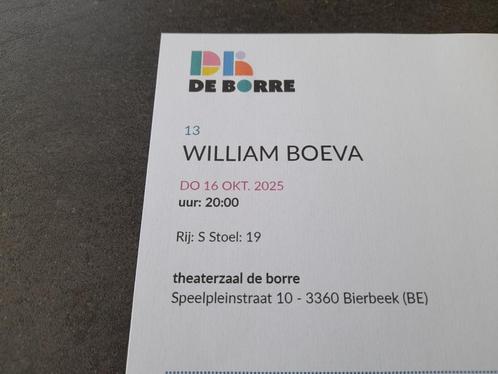 DE BORRE
13
WILLIAM BOEVA
DO 16 OKT. 2025
uur: 20:00
Rij: S Stoel: 19
theaterzaal de borre
Speelpleinstraat 10 - 3360 Bierbeek (BE)